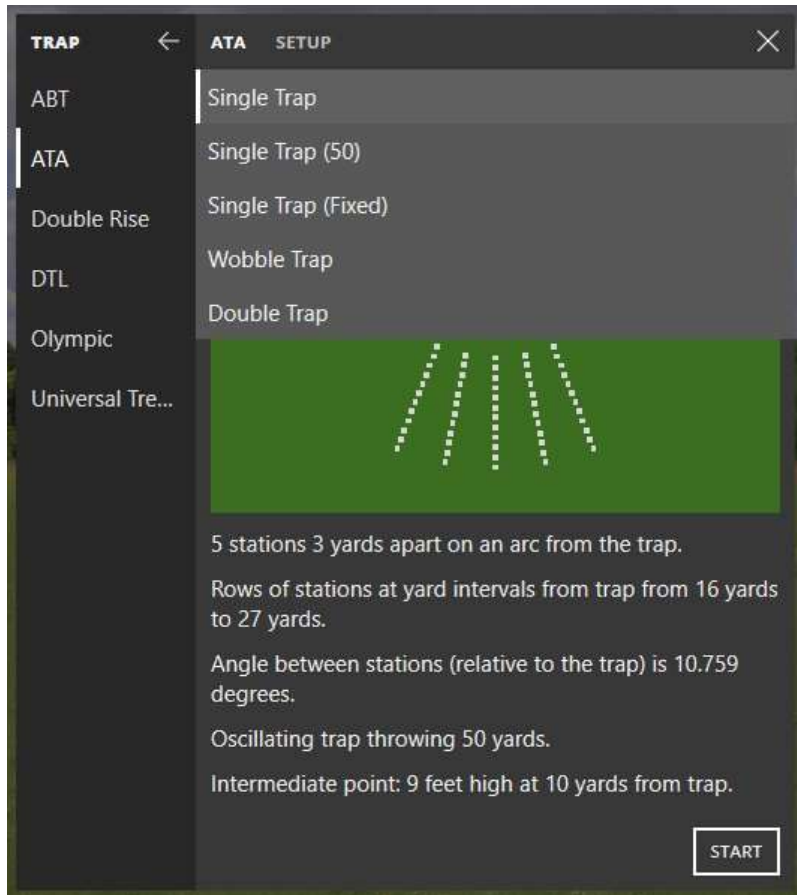 TRAP
ABT
ATA
Double Rise
DTL
Olympic
Universal Tre...
ATA SETUP
Single Trap
Single Trap (50)
Single Trap (Fixed)
Wobble Trap
Double Trap
5 stations 3 yards apart on an arc from the trap.
Rows of stations at yard intervals from trap from 16 yards
to 27 yards.
Angle between stations (relative to the trap) is 10.759
degrees.
Oscillating trap throwing 50 yards.
Intermediate point: 9 feet high at 10 yards from trap.
START